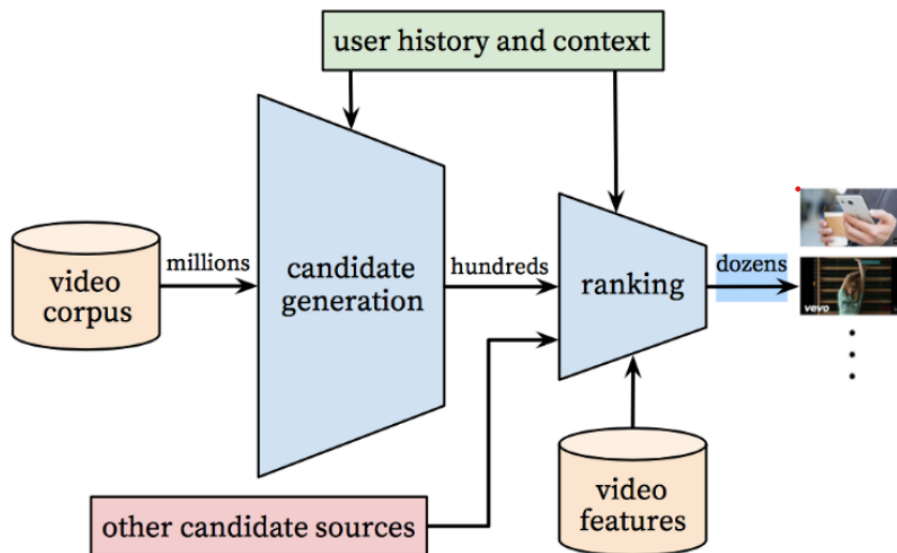 user history and context
video
corpus
millions
candidate
generation
hundreds
ranking
dozens
vevo
other candidate sources
video
features